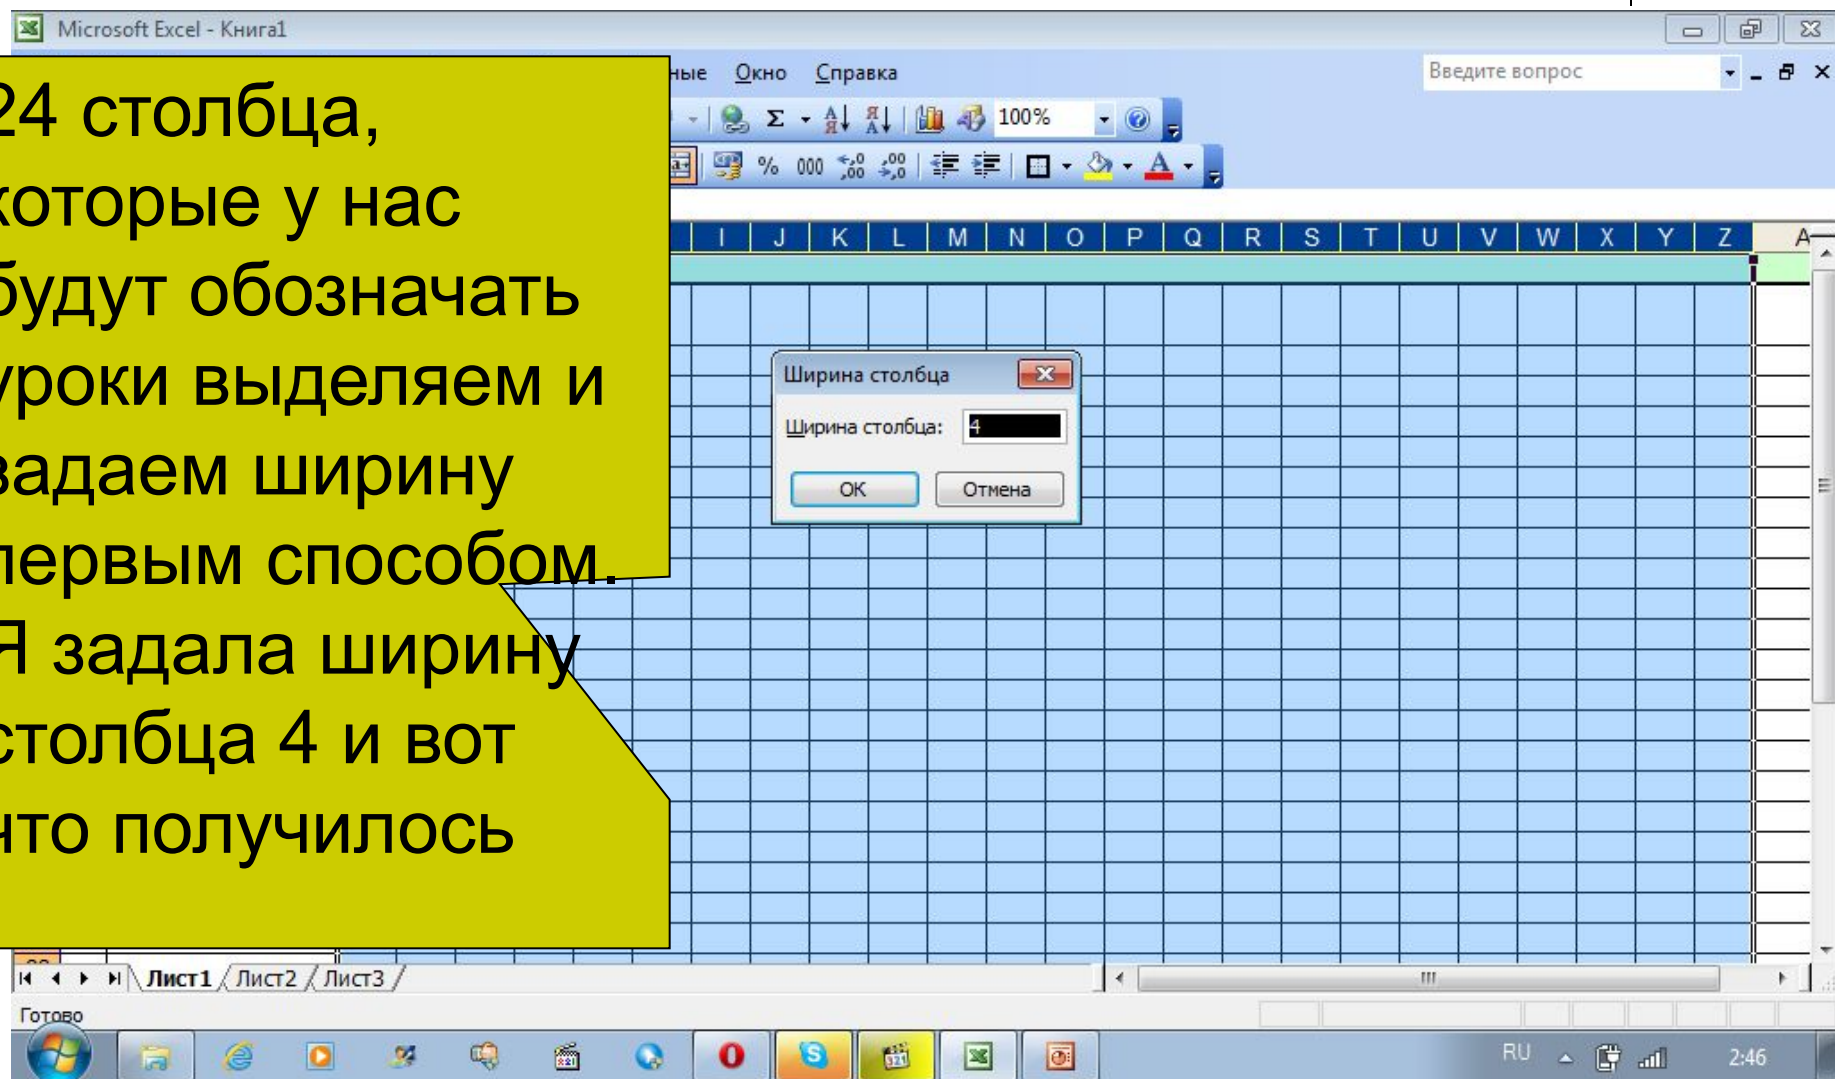 Microsoft Excel - Книга1
ные Окно Справка
Введите вопрос
100%
% 000
I J K L M N O P Q R S T U V W X Y Z A
24 столбца,
которые у нас
будут обозначать
уроки выделяем и
задаем ширину
первым способом.
Я задала ширину
столбца 4 и вот
что получилось
Ширина столбца
Ширина столбца: 4
ОК Отмена
Лист1 Лист2 Лист3
Готово
RU 2:46